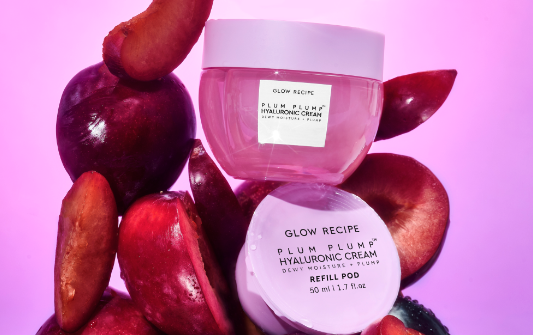 GLOW RECIPE
PLUM PLUMP™
HYALURONIC CREAM
DEWY MOISTURE + PLUMP
GLOW RECIPE
PLUM PLUMP™
HYALURONIC CREAM
DEWY MOISTURE + PLUMP
REFILL POD
50 ml | 1.7 fl.oz